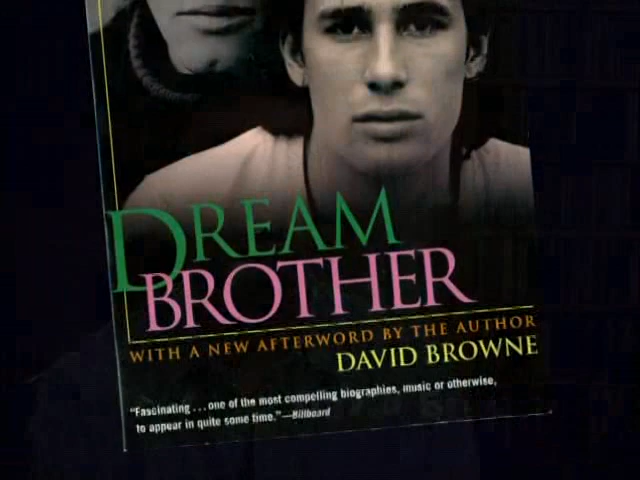 DREAM
BROTHER
WITH A NEW AFTERWORD BY THE AUTHOR
DAVID BROWNE
"Fascinating . . . one of the most compelling biographies, music or otherwise,
to appear in quite some time."—Billboard